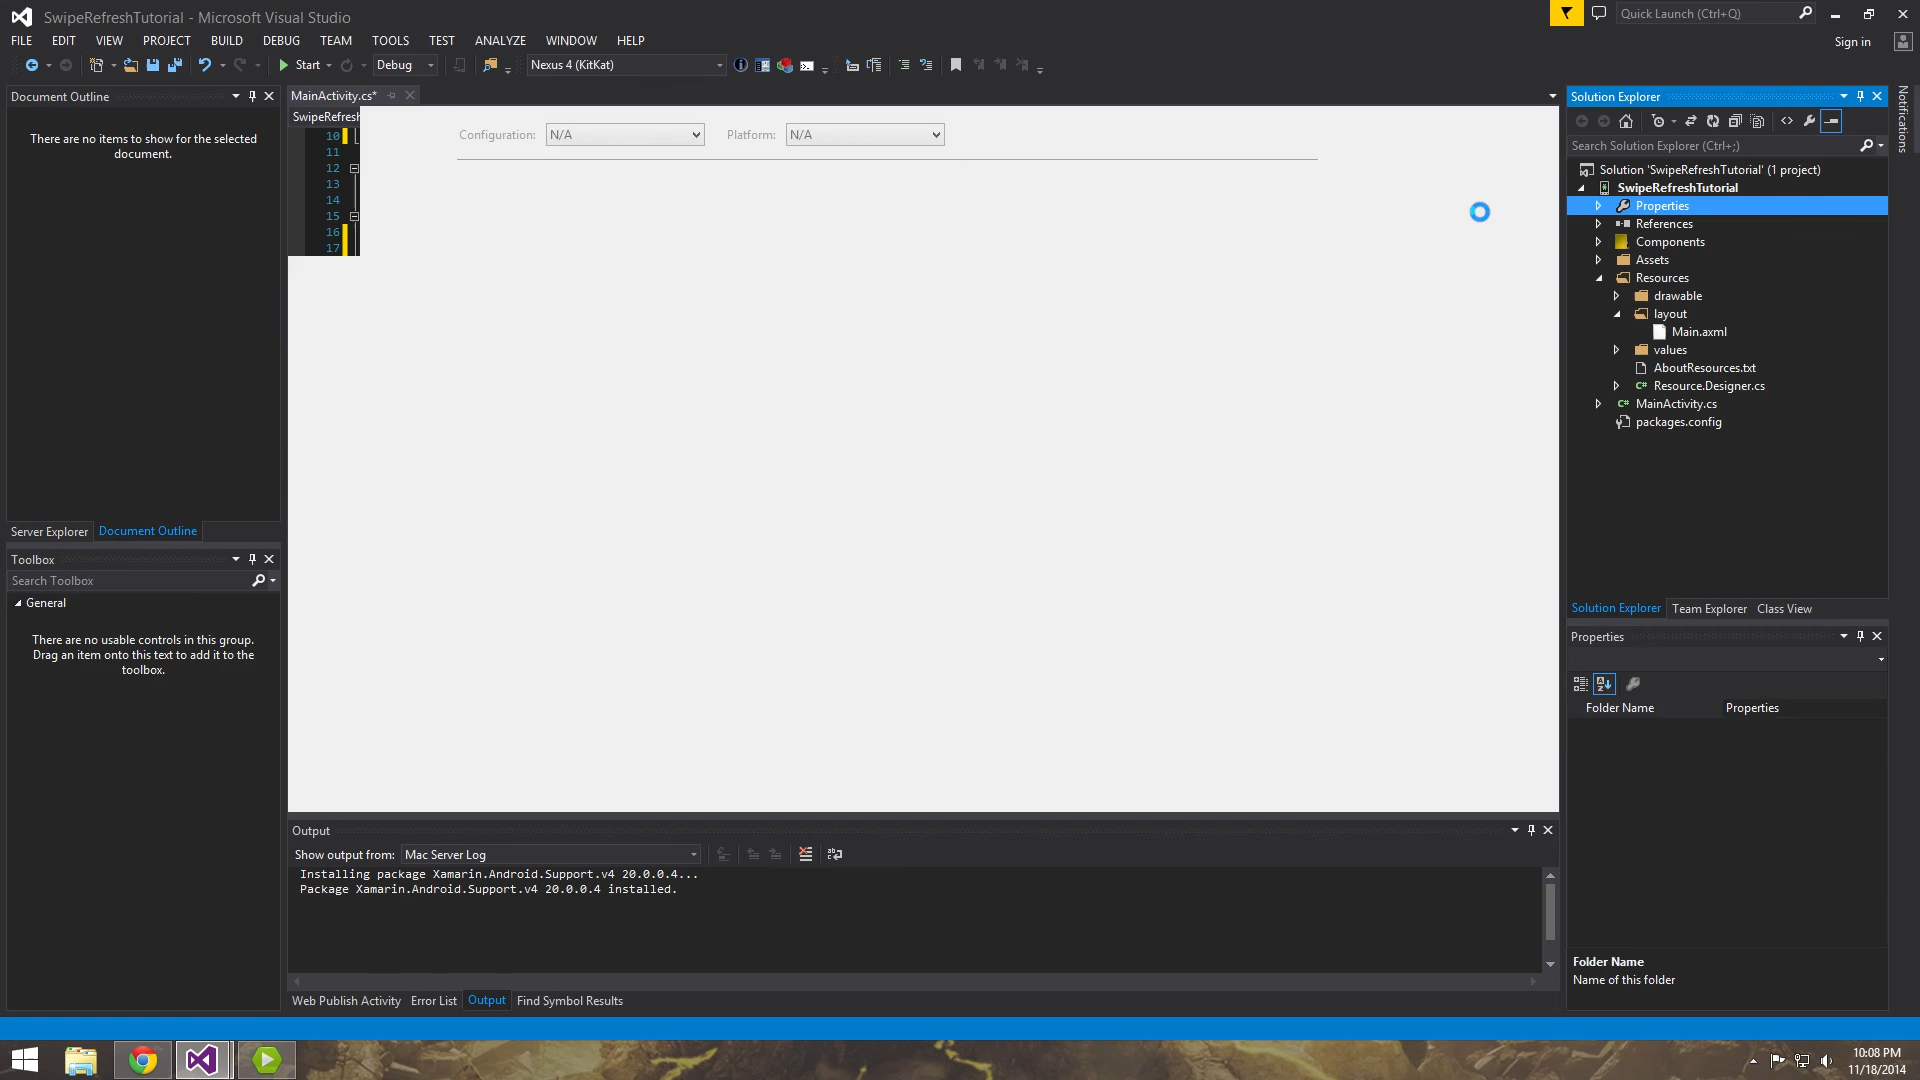 SwipeRefreshTutorial - Microsoft Visual Studio
Quick Launch (Ctrl+Q)
FILE EDIT VIEW PROJECT BUILD DEBUG TEAM TOOLS TEST ANALYZE WINDOW HELP
Sign in
Start Debug Nexus 4 (KitKat)
Document Outline
There are no items to show for the selected
document.
Server Explorer Document Outline
Toolbox
Search Toolbox
General
There are no usable controls in this group.
Drag an item onto this text to add it to the
toolbox.
MainActivity.cs*
SwipeRefresh
10
11
12
13
14
15
16
17
Configuration: N/A Platform: N/A
Output
Show output from: Mac Server Log
Installing package Xamarin.Android.Support.v4 20.0.0.4...
Package Xamarin.Android.Support.v4 20.0.0.4 installed.
Web Publish Activity Error List Output Find Symbol Results
Solution Explorer
Search Solution Explorer (Ctrl+;)
Solution 'SwipeRefreshTutorial' (1 project)
SwipeRefreshTutorial
Properties
References
Components
Assets
Resources
drawable
layout
Main.axml
values
AboutResources.txt
C# Resource.Designer.cs
C# MainActivity.cs
packages.config
Solution Explorer Team Explorer Class View
Properties
Folder Name Properties
Folder Name
Name of this folder
Notifications
10:08 PM
11/18/2014